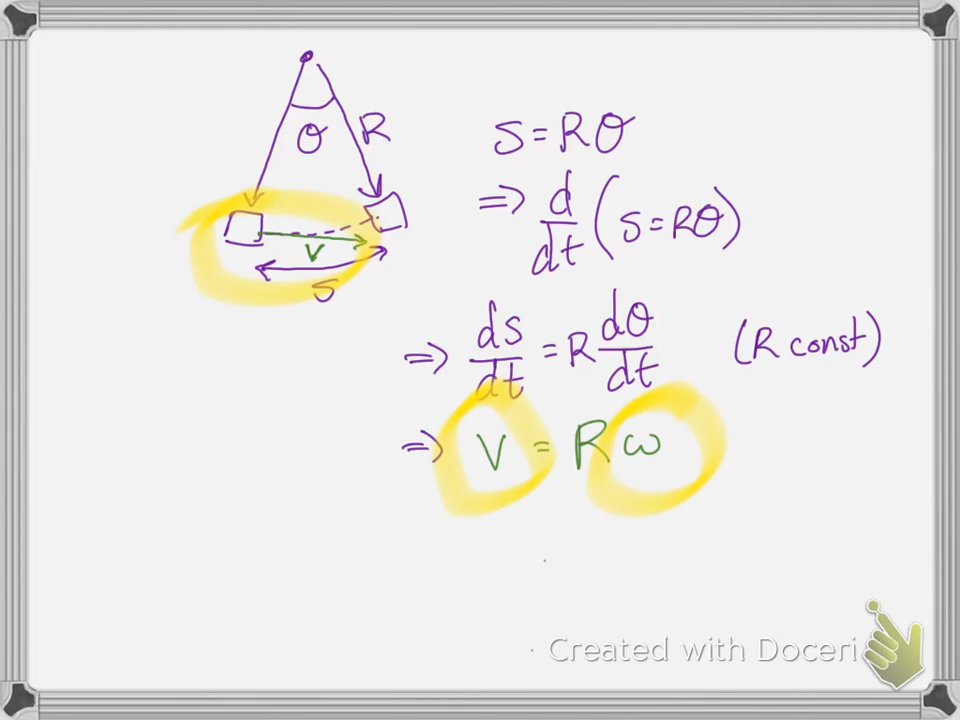 θ
R
v
s
s = Rθ
⇒ d/dt (s = Rθ)
⇒ ds/dt = R dθ/dt (R const)
⇒ v = Rω
Created with Doceri